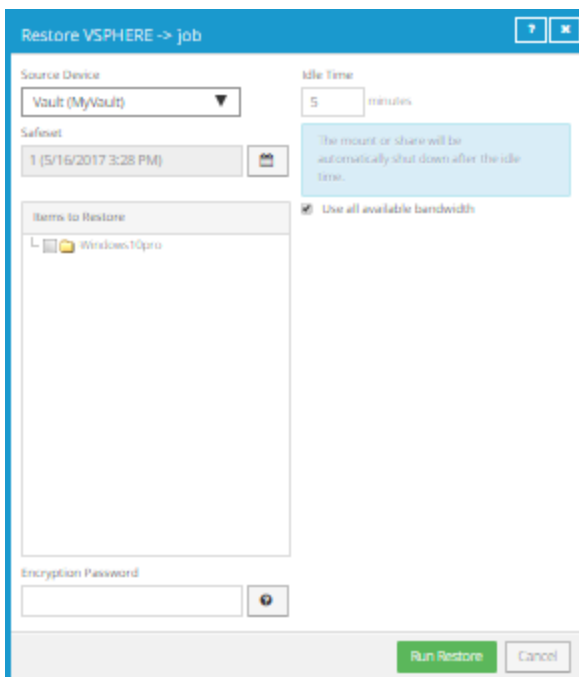 Restore VSPHERE -> job
? ×
Source Device
Vault (MyVault)
Safeset
1 (5/16/2017 3:28 PM)
Items to Restore
Windows10pro
Encryption Password
?
Idle Time
5 minutes
The mount or share will be
automatically shut down after the idle
time.
Use all available bandwidth
Run Restore Cancel